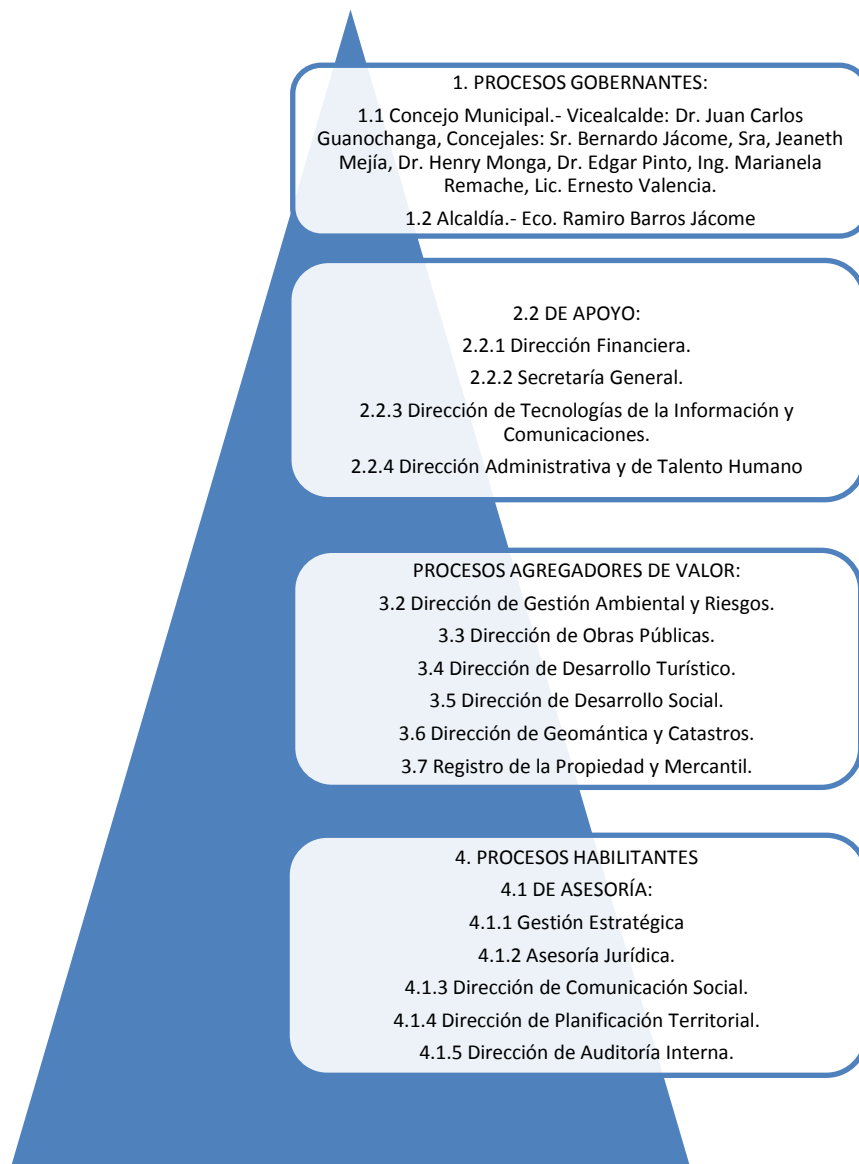 1. PROCESOS GOBERNANTES:
1.1 Concejo Municipal.- Vicealcalde: Dr. Juan Carlos
Guanochanga, Concejales: Sr. Bernardo Jácome, Sra, Jeaneth
Mejía, Dr. Henry Monga, Dr. Edgar Pinto, Ing. Marianela
Remache, Lic. Ernesto Valencia.
1.2 Alcaldía.- Eco. Ramiro Barros Jácome
2.2 DE APOYO:
2.2.1 Dirección Financiera.
2.2.2 Secretaría General.
2.2.3 Dirección de Tecnologías de la Información y
Comunicaciones.
2.2.4 Dirección Administrativa y de Talento Humano
PROCESOS AGREGADORES DE VALOR:
3.2 Dirección de Gestión Ambiental y Riesgos.
3.3 Dirección de Obras Públicas.
3.4 Dirección de Desarrollo Turístico.
3.5 Dirección de Desarrollo Social.
3.6 Dirección de Geomántica y Catastros.
3.7 Registro de la Propiedad y Mercantil.
4. PROCESOS HABILITANTES
4.1 DE ASESORÍA:
4.1.1 Gestión Estratégica
4.1.2 Asesoría Jurídica.
4.1.3 Dirección de Comunicación Social.
4.1.4 Dirección de Planificación Territorial.
4.1.5 Dirección de Auditoría Interna.